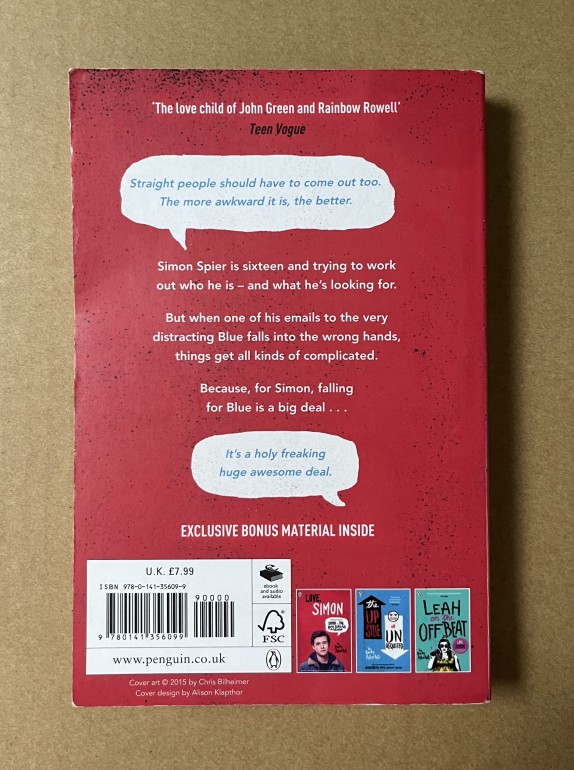 ‘The love child of John Green and Rainbow Rowell’
Teen Vogue
Straight people should have to come out too.
The more awkward it is, the better.
Simon Spier is sixteen and trying to work
out who he is – and what he’s looking for.
But when one of his emails to the very
distracting Blue falls into the wrong hands,
things get all kinds of complicated.
Because, for Simon, falling
for Blue is a big deal . . .
It’s a holy freaking
huge awesome deal.
EXCLUSIVE BONUS MATERIAL INSIDE
U.K. £7.99
ISBN 978-0-141-35609-9
90000
9 780141 356099
www.penguin.co.uk
ebook
and audio
available
FSC
LOVE,
SIMON
the
UP
SIDE
of
UN
REQUITED
LEAH
on the
OFFBEAT
Cover art © 2015 by Chris Bilheimer
Cover design by Alison Klapthor